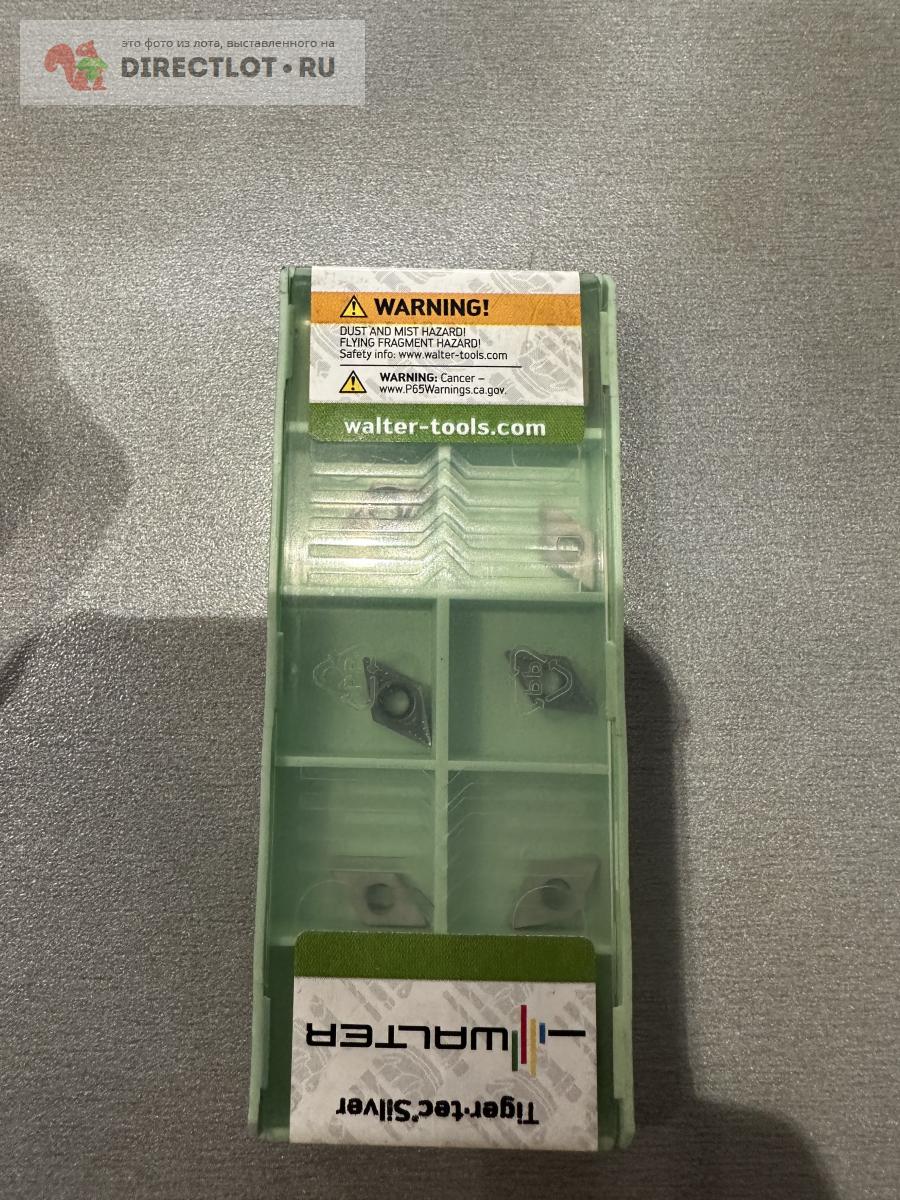 это фото из лота, выставленного на
DIRECTLOT.RU
WARNING!
DUST AND MIST HAZARD!
FLYING FRAGMENT HAZARD!
Safety info: www.walter-tools.com
WARNING: Cancer –
www.P65Warnings.ca.gov.
walter-tools.com
WALTER
Tiger·tec®Silver